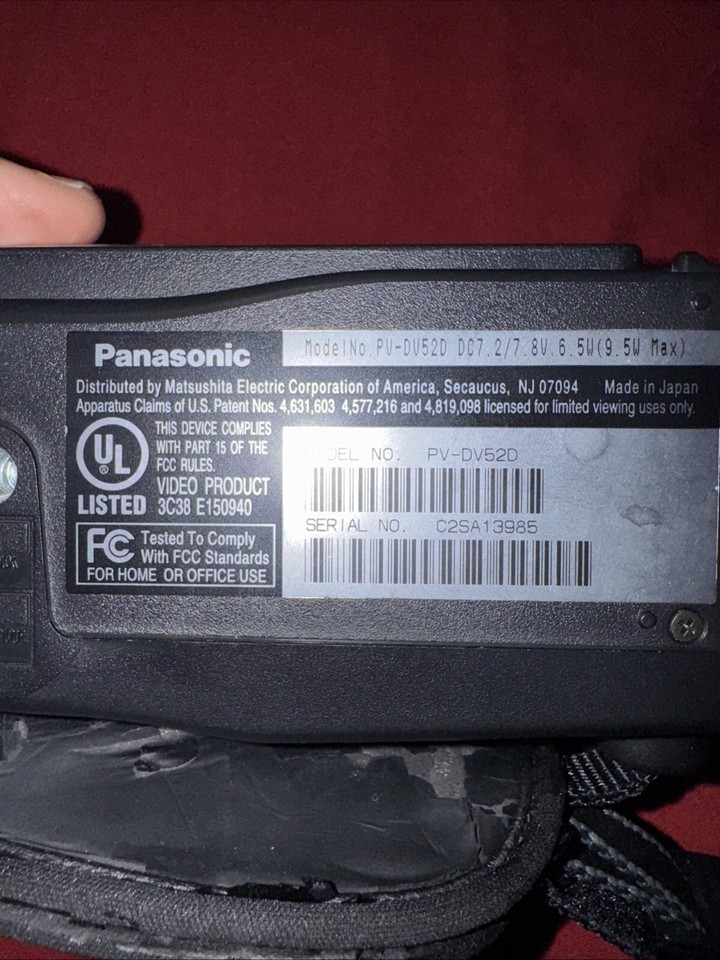 Panasonic
Model No. PV-DV52D DC7.2/7.8V.6.5W(9.5W Max)
Distributed by Matsushita Electric Corporation of America, Secaucus, NJ 07094 Made in Japan
Apparatus Claims of U.S. Patent Nos. 4,631,603 4,577,216 and 4,819,098 licensed for limited viewing uses only.
UL
®
LISTED
THIS DEVICE COMPLIES
WITH PART 15 OF THE
FCC RULES.
VIDEO PRODUCT
3C38 E150940
FC Tested To Comply
With FCC Standards
FOR HOME OR OFFICE USE
DEL NO. PV-DV52D
SERIAL NO. C2SA13985